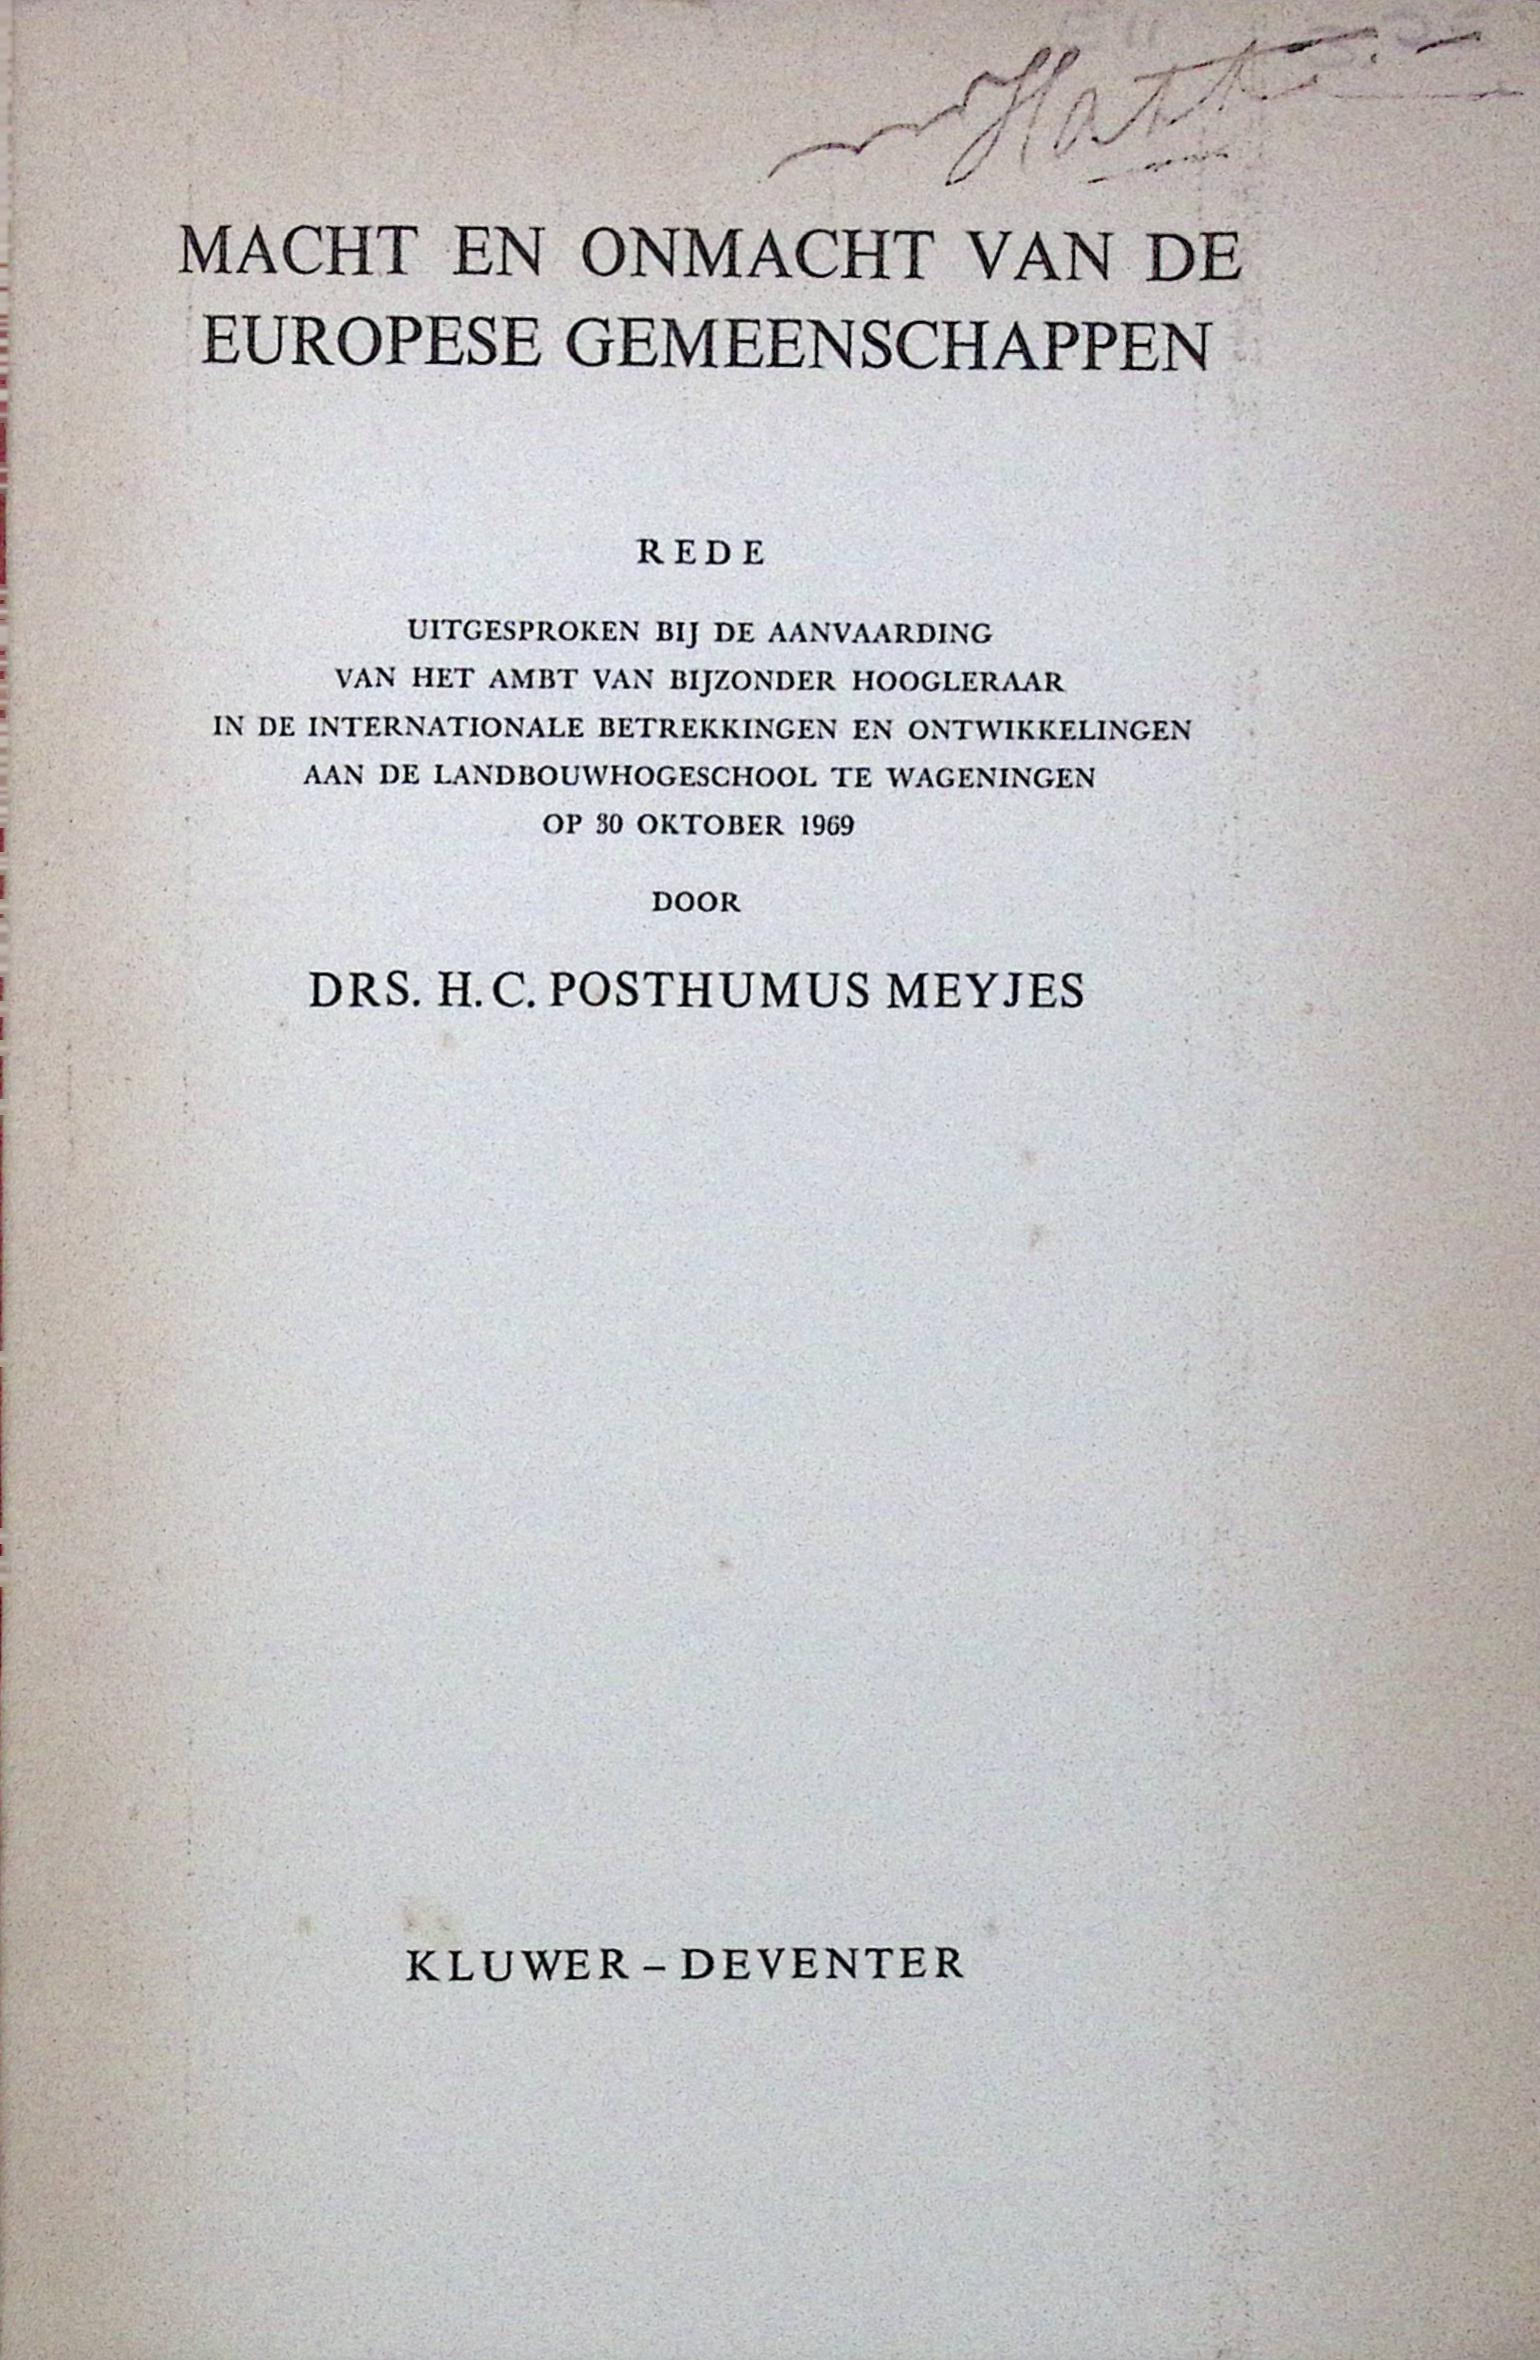 MACHT EN ONMACHT VAN DE
EUROPESE GEMEENSCHAPPEN
REDE
UITGESPROKEN BIJ DE AANVAARDING
VAN HET AMBT VAN BIJZONDER HOOGLERAAR
IN DE INTERNATIONALE BETREKKINGEN EN ONTWIKKELINGEN
AAN DE LANDBOUWHOGESCHOOL TE WAGENINGEN
OP 30 OKTOBER 1969
DOOR
DRS. H. C. POSTHUMUS MEYJES
KLUWER – DEVENTER